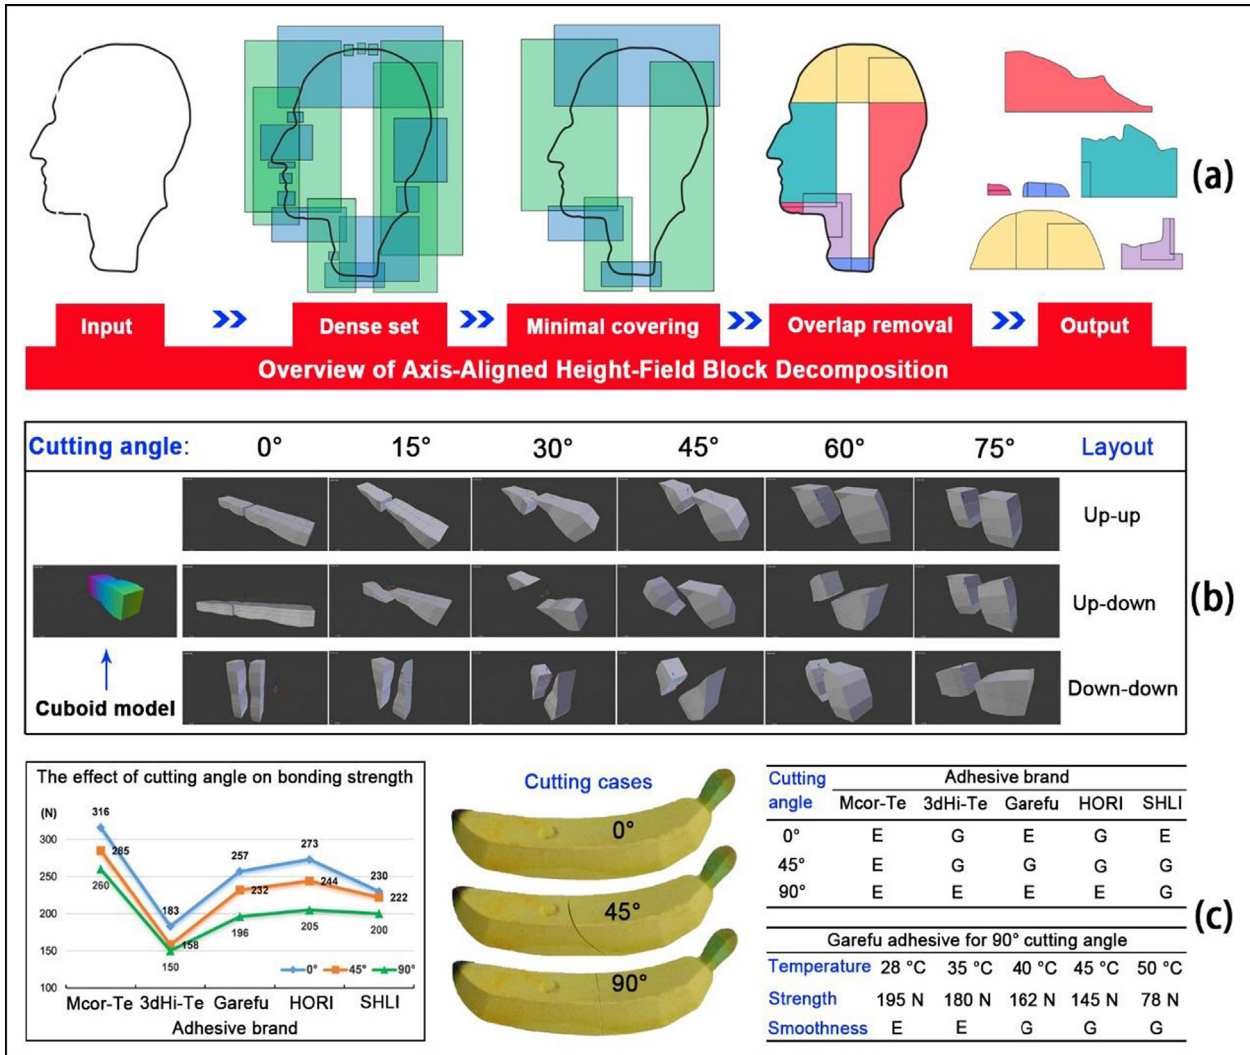 (a)
Input » Dense set » Minimal covering » Overlap removal » Output
Overview of Axis-Aligned Height-Field Block Decomposition
Cutting angle: 0° 15° 30° 45° 60° 75° Layout
Up-up
Up-down
(b)
Down-down
Cuboid model
The effect of cutting angle on bonding strength
(N)
316
300
285
273
260
257
250
244
232
230
222
205
200
200
196
183
158
150
150
100
0° 45° 90°
Mcor-Te 3dHi-Te Garefu HORI SHLI
Adhesive brand
Cutting cases
0°
45°
90°
Cutting angle Adhesive brand
Mcor-Te 3dHi-Te Garefu HORI SHLI
0° E G E G E
45° E G G G G
90° E E E E G
(c)
Garefu adhesive for 90° cutting angle
Temperature 28 °C 35 °C 40 °C 45 °C 50 °C
Strength 195 N 180 N 162 N 145 N 78 N
Smoothness E E G G G